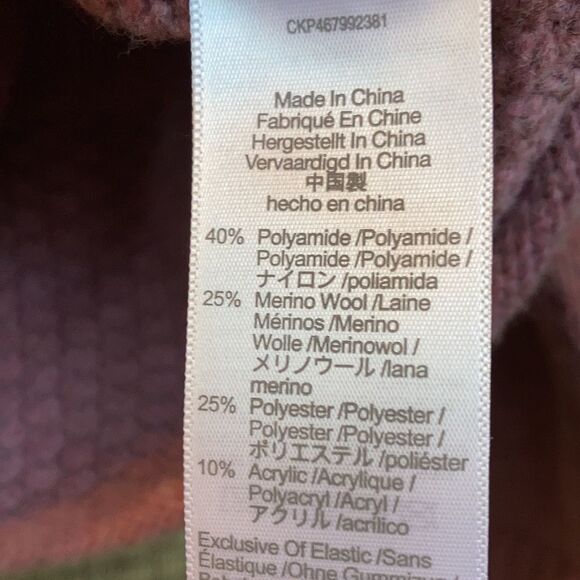 CKP467992381
Made In China
Fabriqué En Chine
Hergestellt In China
Vervaardigd In China
中国製
hecho en china
40% Polyamide /Polyamide /
Polyamide /Polyamide /
ナイロン /poliamida
25% Merino Wool /Laine
Mérinos /Merino
Wolle /Merinowol /
メリノウール /lana
merino
25% Polyester /Polyester /
Polyester /Polyester /
ポリエステル /poliéster
10% Acrylic /Acrylique /
Polyacryl /Acryl /
アクリル /acrílico
Exclusive Of Elastic /Sans
Élastique /Ohne